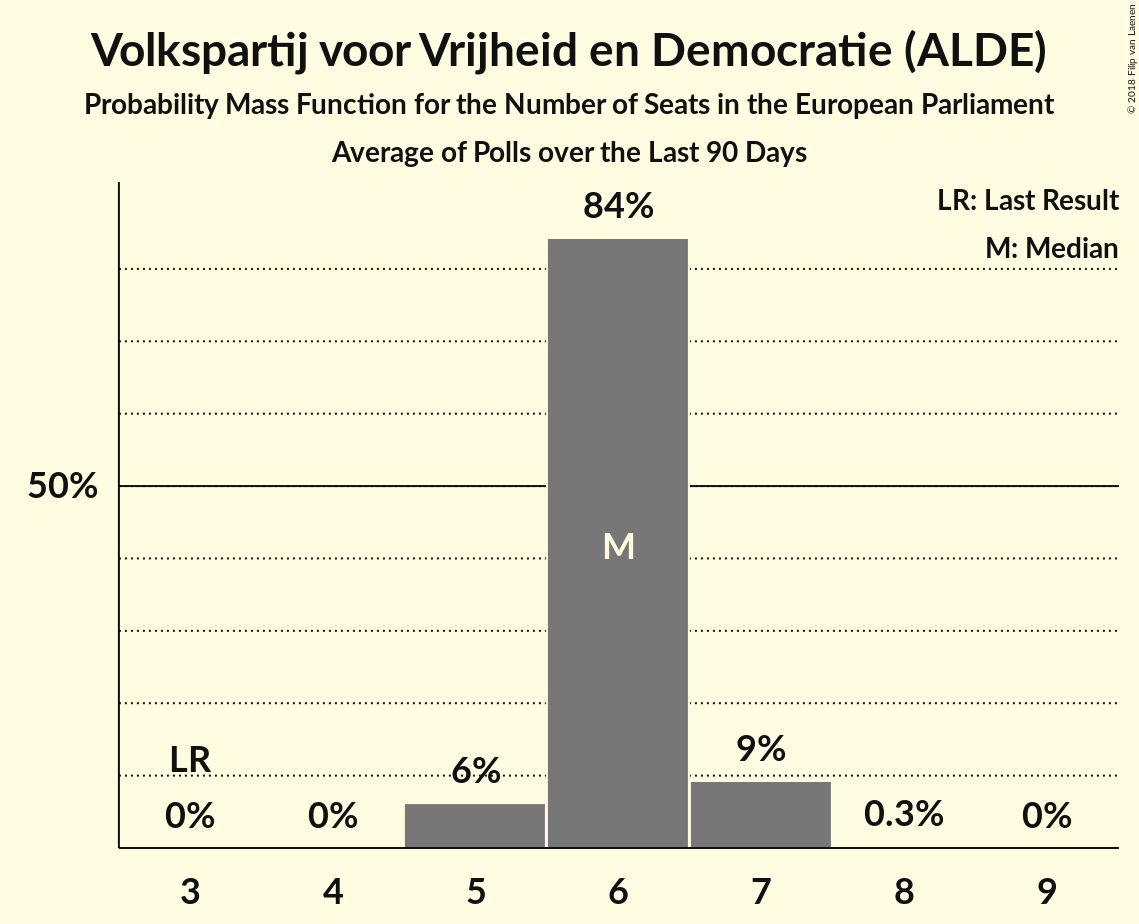 Volkspartij voor Vrijheid en Democratie (ALDE)
Probability Mass Function for the Number of Seats in the European Parliament
Average of Polls over the Last 90 Days
© 2018 Filip van Laenen
LR: Last Result
M: Median
84%
50%
M
LR
0%
0%
6%
9%
0.3%
0%
3 4 5 6 7 8 9